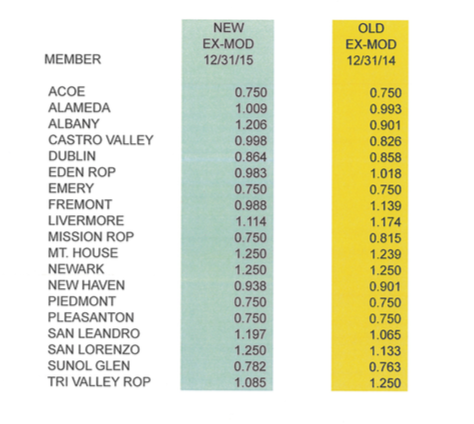 NEW OLD
EX-MOD EX-MOD
MEMBER 12/31/15 12/31/14
ACOE 0.750 0.750
ALAMEDA 1.009 0.993
ALBANY 1.206 0.901
CASTRO VALLEY 0.998 0.826
DUBLIN 0.864 0.858
EDEN ROP 0.983 1.018
EMERY 0.750 0.750
FREMONT 0.988 1.139
LIVERMORE 1.114 1.174
MISSION ROP 0.750 0.815
MT. HOUSE 1.250 1.239
NEWARK 1.250 1.250
NEW HAVEN 0.938 0.901
PIEDMONT 0.750 0.750
PLEASANTON 0.750 0.750
SAN LEANDRO 1.197 1.065
SAN LORENZO 1.250 1.133
SUNOL GLEN 0.782 0.763
TRI VALLEY ROP 1.085 1.250